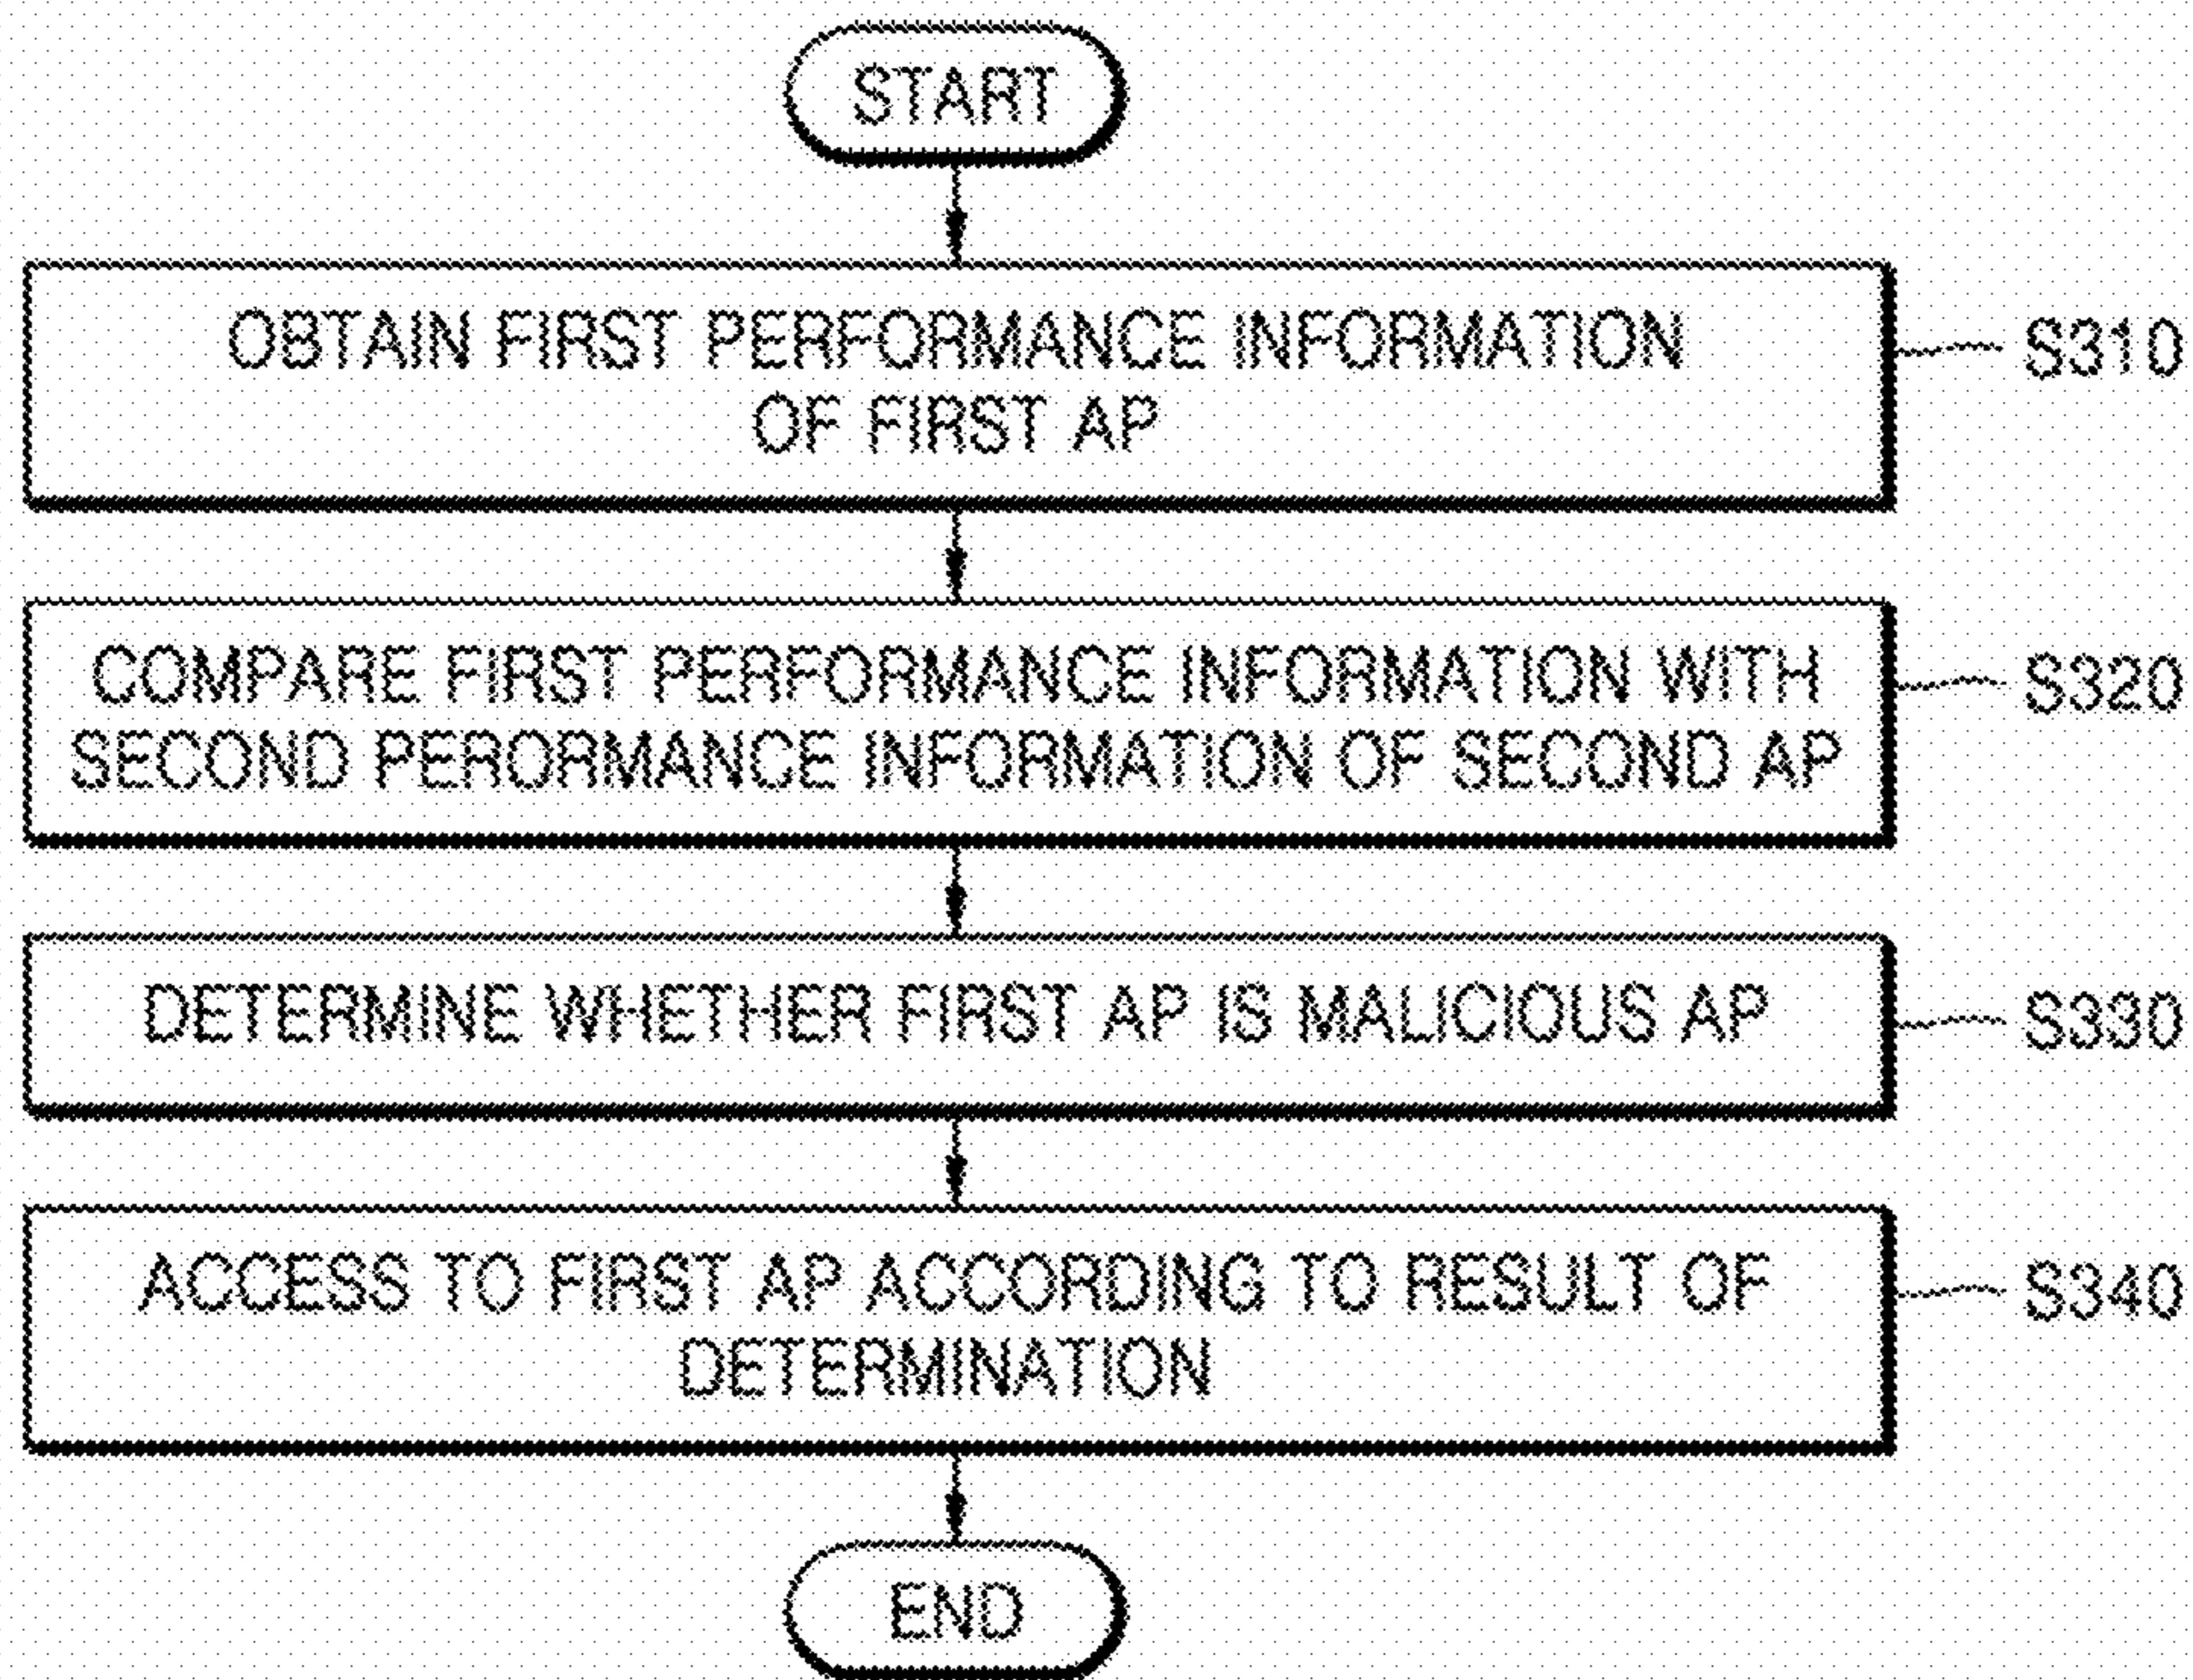 START
OBTAIN FIRST PERFORMANCE INFORMATION
OF FIRST AP
S310
COMPARE FIRST PERFORMANCE INFORMATION WITH
SECOND PERORMANCE INFORMATION OF SECOND AP
S320
DETERMINE WHETHER FIRST AP IS MALICIOUS AP
S330
ACCESS TO FIRST AP ACCORDING TO RESULT OF
DETERMINATION
S340
END